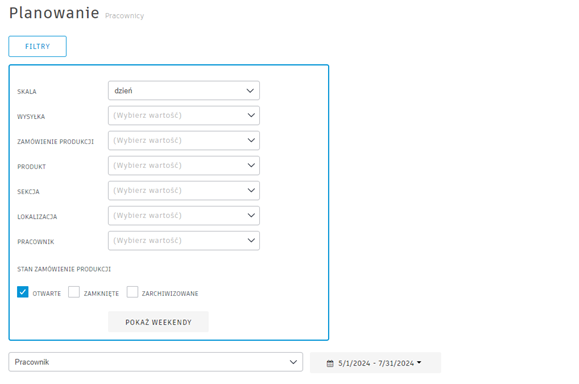 Planowanie Pracownicy
FILTRY
SKALA dzień
WYSYŁKA (Wybierz wartość)
ZAMÓWIENIE PRODUKCJI (Wybierz wartość)
PRODUKT (Wybierz wartość)
SEKCJA (Wybierz wartość)
LOKALIZACJA (Wybierz wartość)
PRACOWNIK (Wybierz wartość)
STAN ZAMÓWIENIE PRODUKCJI
OTWARTE ZAMKNIĘTE ZARCHIWIZOWANE
POKAŻ WEEKENDY
Pracownik 5/1/2024 - 7/31/2024